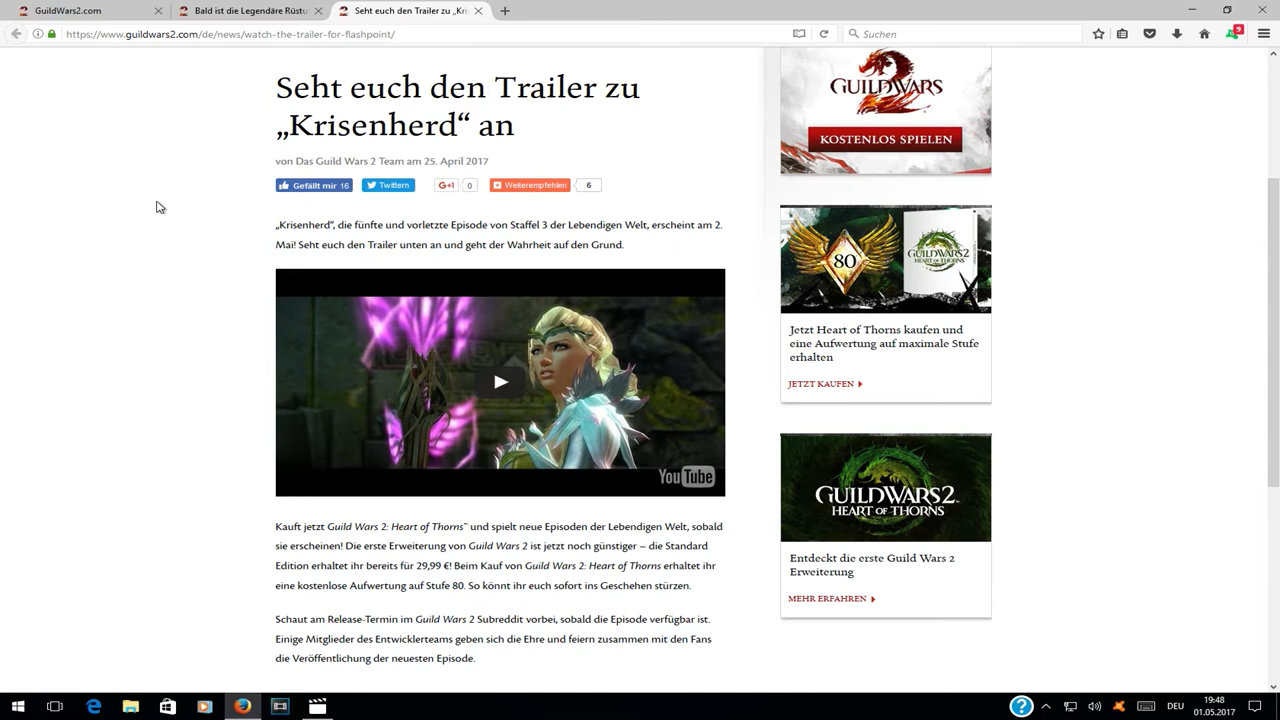 GuildWars2.com
Bald ist die Legendäre Rüstu
Seht euch den Trailer zu „Kri
https://www.guildwars2.com/de/news/watch-the-trailer-for-flashpoint/
Suchen
9
Seht euch den Trailer zu
„Krisenherd“ an
von Das Guild Wars 2 Team am 25. April 2017
Gefällt mir 16
Twittern
G+1
0
Weiterempfehlen
6
„Krisenherd“, die fünfte und vorletzte Episode von Staffel 3 der Lebendigen Welt, erscheint am 2.
Mai! Seht euch den Trailer unten an und geht der Wahrheit auf den Grund.
YouTube
Kauft jetzt Guild Wars 2: Heart of Thorns™ und spielt neue Episoden der Lebendigen Welt, sobald
sie erscheinen! Die erste Erweiterung von Guild Wars 2 ist jetzt noch günstiger – die Standard
Edition erhaltet ihr bereits für 29,99 €! Beim Kauf von Guild Wars 2: Heart of Thorns erhaltet ihr
eine kostenlose Aufwertung auf Stufe 80. So könnt ihr euch sofort ins Geschehen stürzen.
Schaut am Release-Termin im Guild Wars 2 Subreddit vorbei, sobald die Episode verfügbar ist.
Einige Mitglieder des Entwicklerteams geben sich die Ehre und feiern zusammen mit den Fans
die Veröffentlichung der neuesten Episode.
GUILDWARS 2
KOSTENLOS SPIELEN
80
GUILDWARS2
HEART OF THORNS
Jetzt Heart of Thorns kaufen und
eine Aufwertung auf maximale Stufe
erhalten
JETZT KAUFEN
GUILDWARS2
HEART OF THORNS
Entdeckt die erste Guild Wars 2
Erweiterung
MEHR ERFAHREN
DEU
19:48
01.05.2017